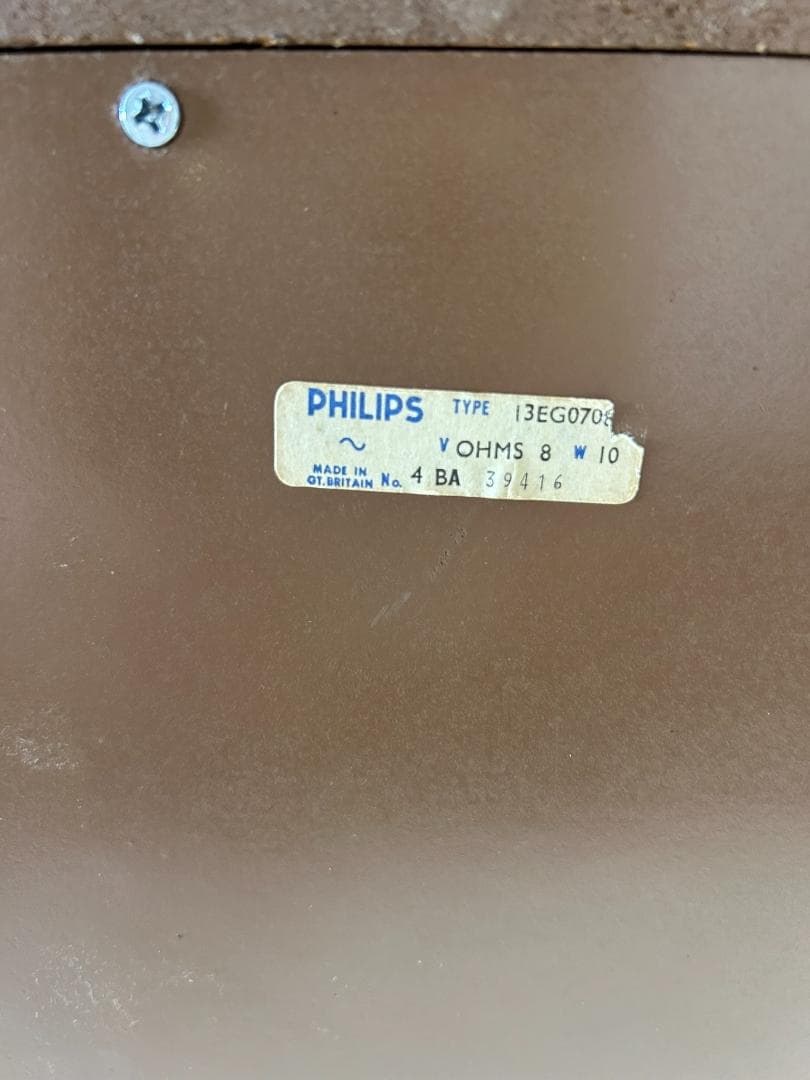 PHILIPS TYPE 13EG0708
~ V OHMS 8 W 10
MADE IN
GT. BRITAIN No. 4 BA 39416